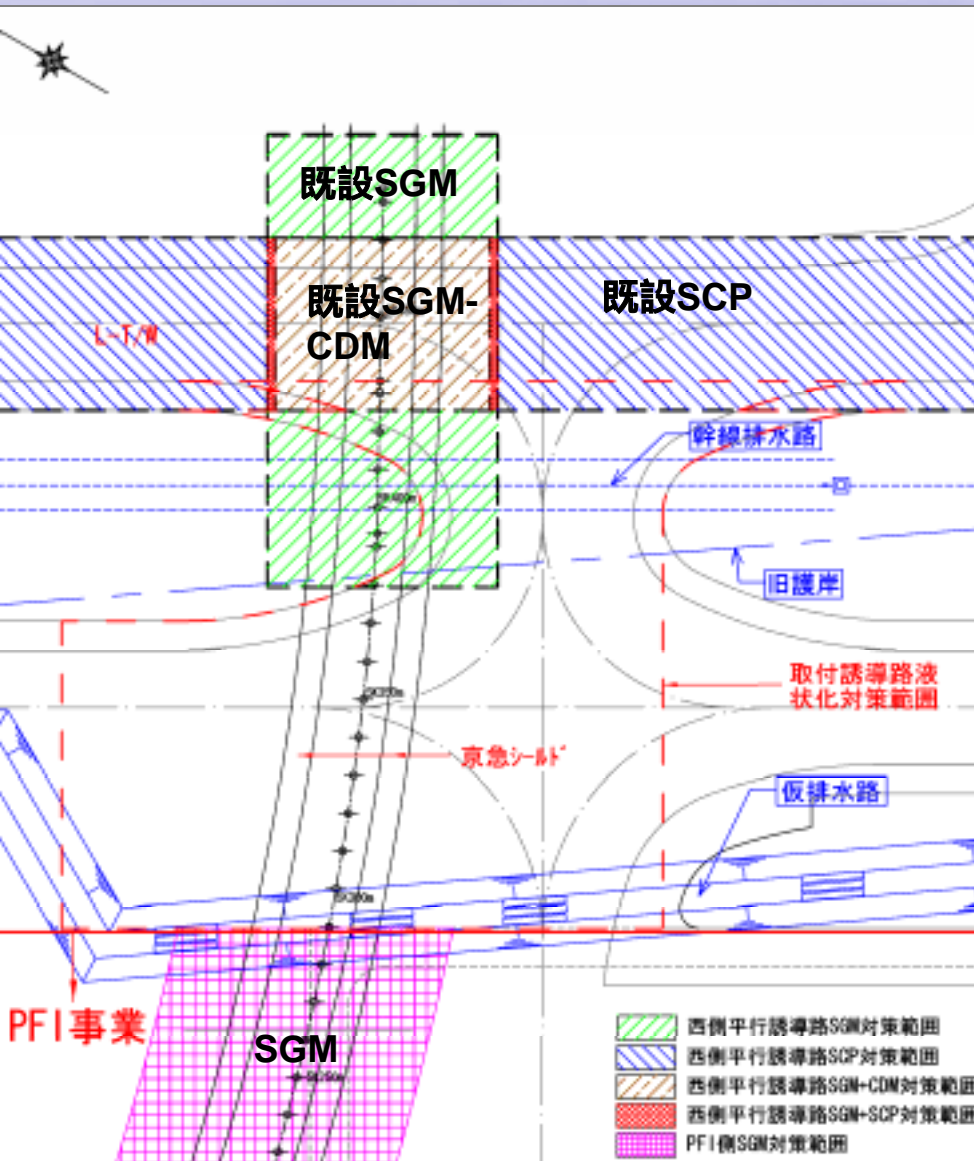 既設SGM
既設SGM-
CDM
既設SCP
L-T/W
幹線排水路
旧護岸
取付誘導路液
状化対策範囲
京急シールド
仮排水路
PFI事業
SGM
西側平行誘導路SGM対策範囲
西側平行誘導路SCP対策範囲
西側平行誘導路SGM+CDM対策範囲
西側平行誘導路SGM+SCP対策範囲
PFI側SGM対策範囲